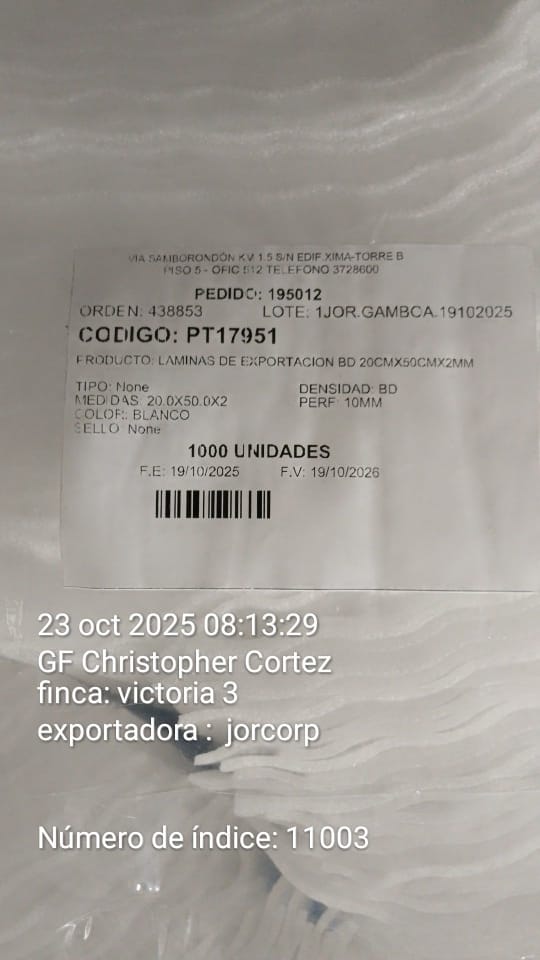 VIA SAMBORONDÓN KM 1.5 S/N EDIF.XIMA-TORRE B
PISO 5 - OFIC 512 TELEFONO 3728600
PEDIDO: 195012
ORDEN: 438853 LOTE: 1JOR.GAMBCA.19102025
CODIGO: PT17951
PRODUCTO: LAMINAS DE EXPORTACION BD 20CMX50CMX2MM
TIPO: None DENSIDAD: BD
MEDIDAS: 20.0X50.0X2 PERF: 10MM
COLOR: BLANCO
SELLO: None
1000 UNIDADES
F.E: 19/10/2025 F.V: 19/10/2026
23 oct 2025 08:13:29
GF Christopher Cortez
finca: victoria 3
exportadora : jorcorp
Número de índice: 11003